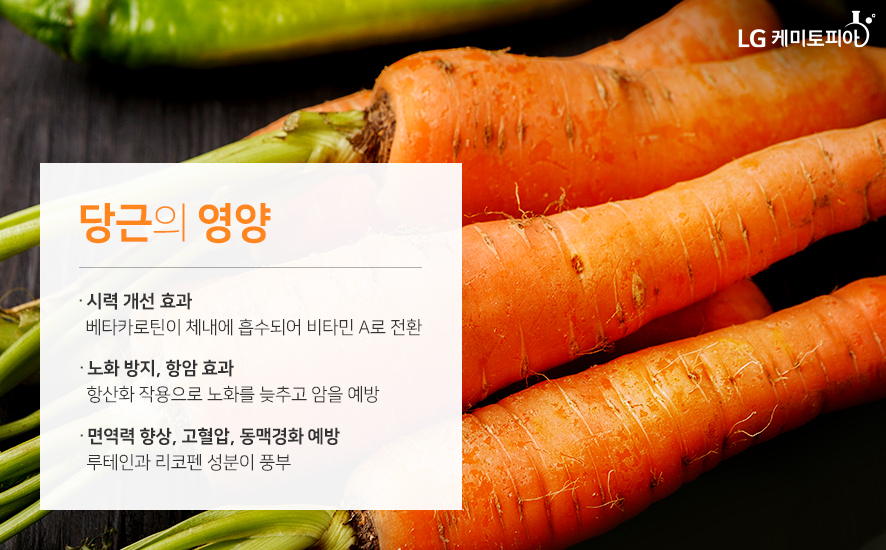 LG 케미토피아
당근의 영양
· 시력 개선 효과
베타카로틴이 체내에 흡수되어 비타민 A로 전환
· 노화 방지, 항암 효과
항산화 작용으로 노화를 늦추고 암을 예방
· 면역력 향상, 고혈압, 동맥경화 예방
루테인과 리코펜 성분이 풍부